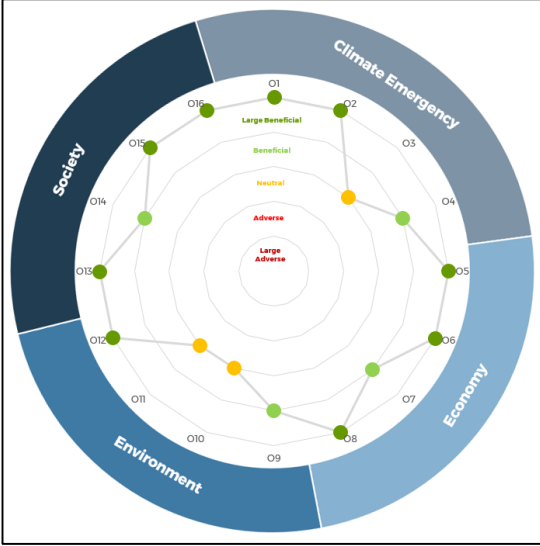 Climate Emergency
Economy
Environment
Society
O1
O2
O3
O4
O5
O6
O7
O8
O9
O10
O11
O12
O13
O14
O15
O16
Large Beneficial
Beneficial
Neutral
Adverse
Large
Adverse